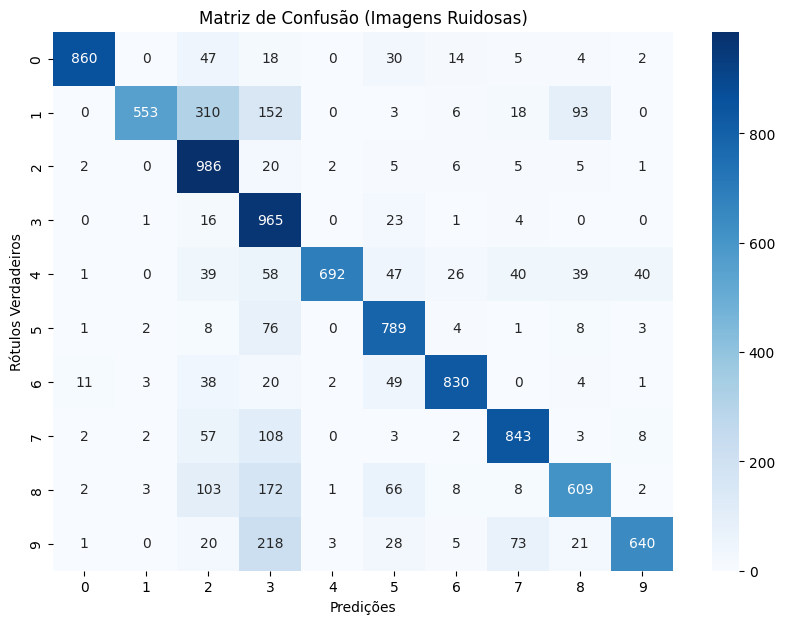 Matriz de Confusão (Imagens Ruidosas)
0 860 0 47 18 0 30 14 5 4 2
1 0 553 310 152 0 3 6 18 93 0
2 2 0 986 20 2 5 6 5 5 1
3 0 1 16 965 0 23 1 4 0 0
4 1 0 39 58 692 47 26 40 39 40
5 1 2 8 76 0 789 4 1 8 3
6 11 3 38 20 2 49 830 0 4 1
7 2 2 57 108 0 3 2 843 3 8
8 2 3 103 172 1 66 8 8 609 2
9 1 0 20 218 3 28 5 73 21 640
0 1 2 3 4 5 6 7 8 9
Predições
Rótulos Verdadeiros
800
600
400
200
0